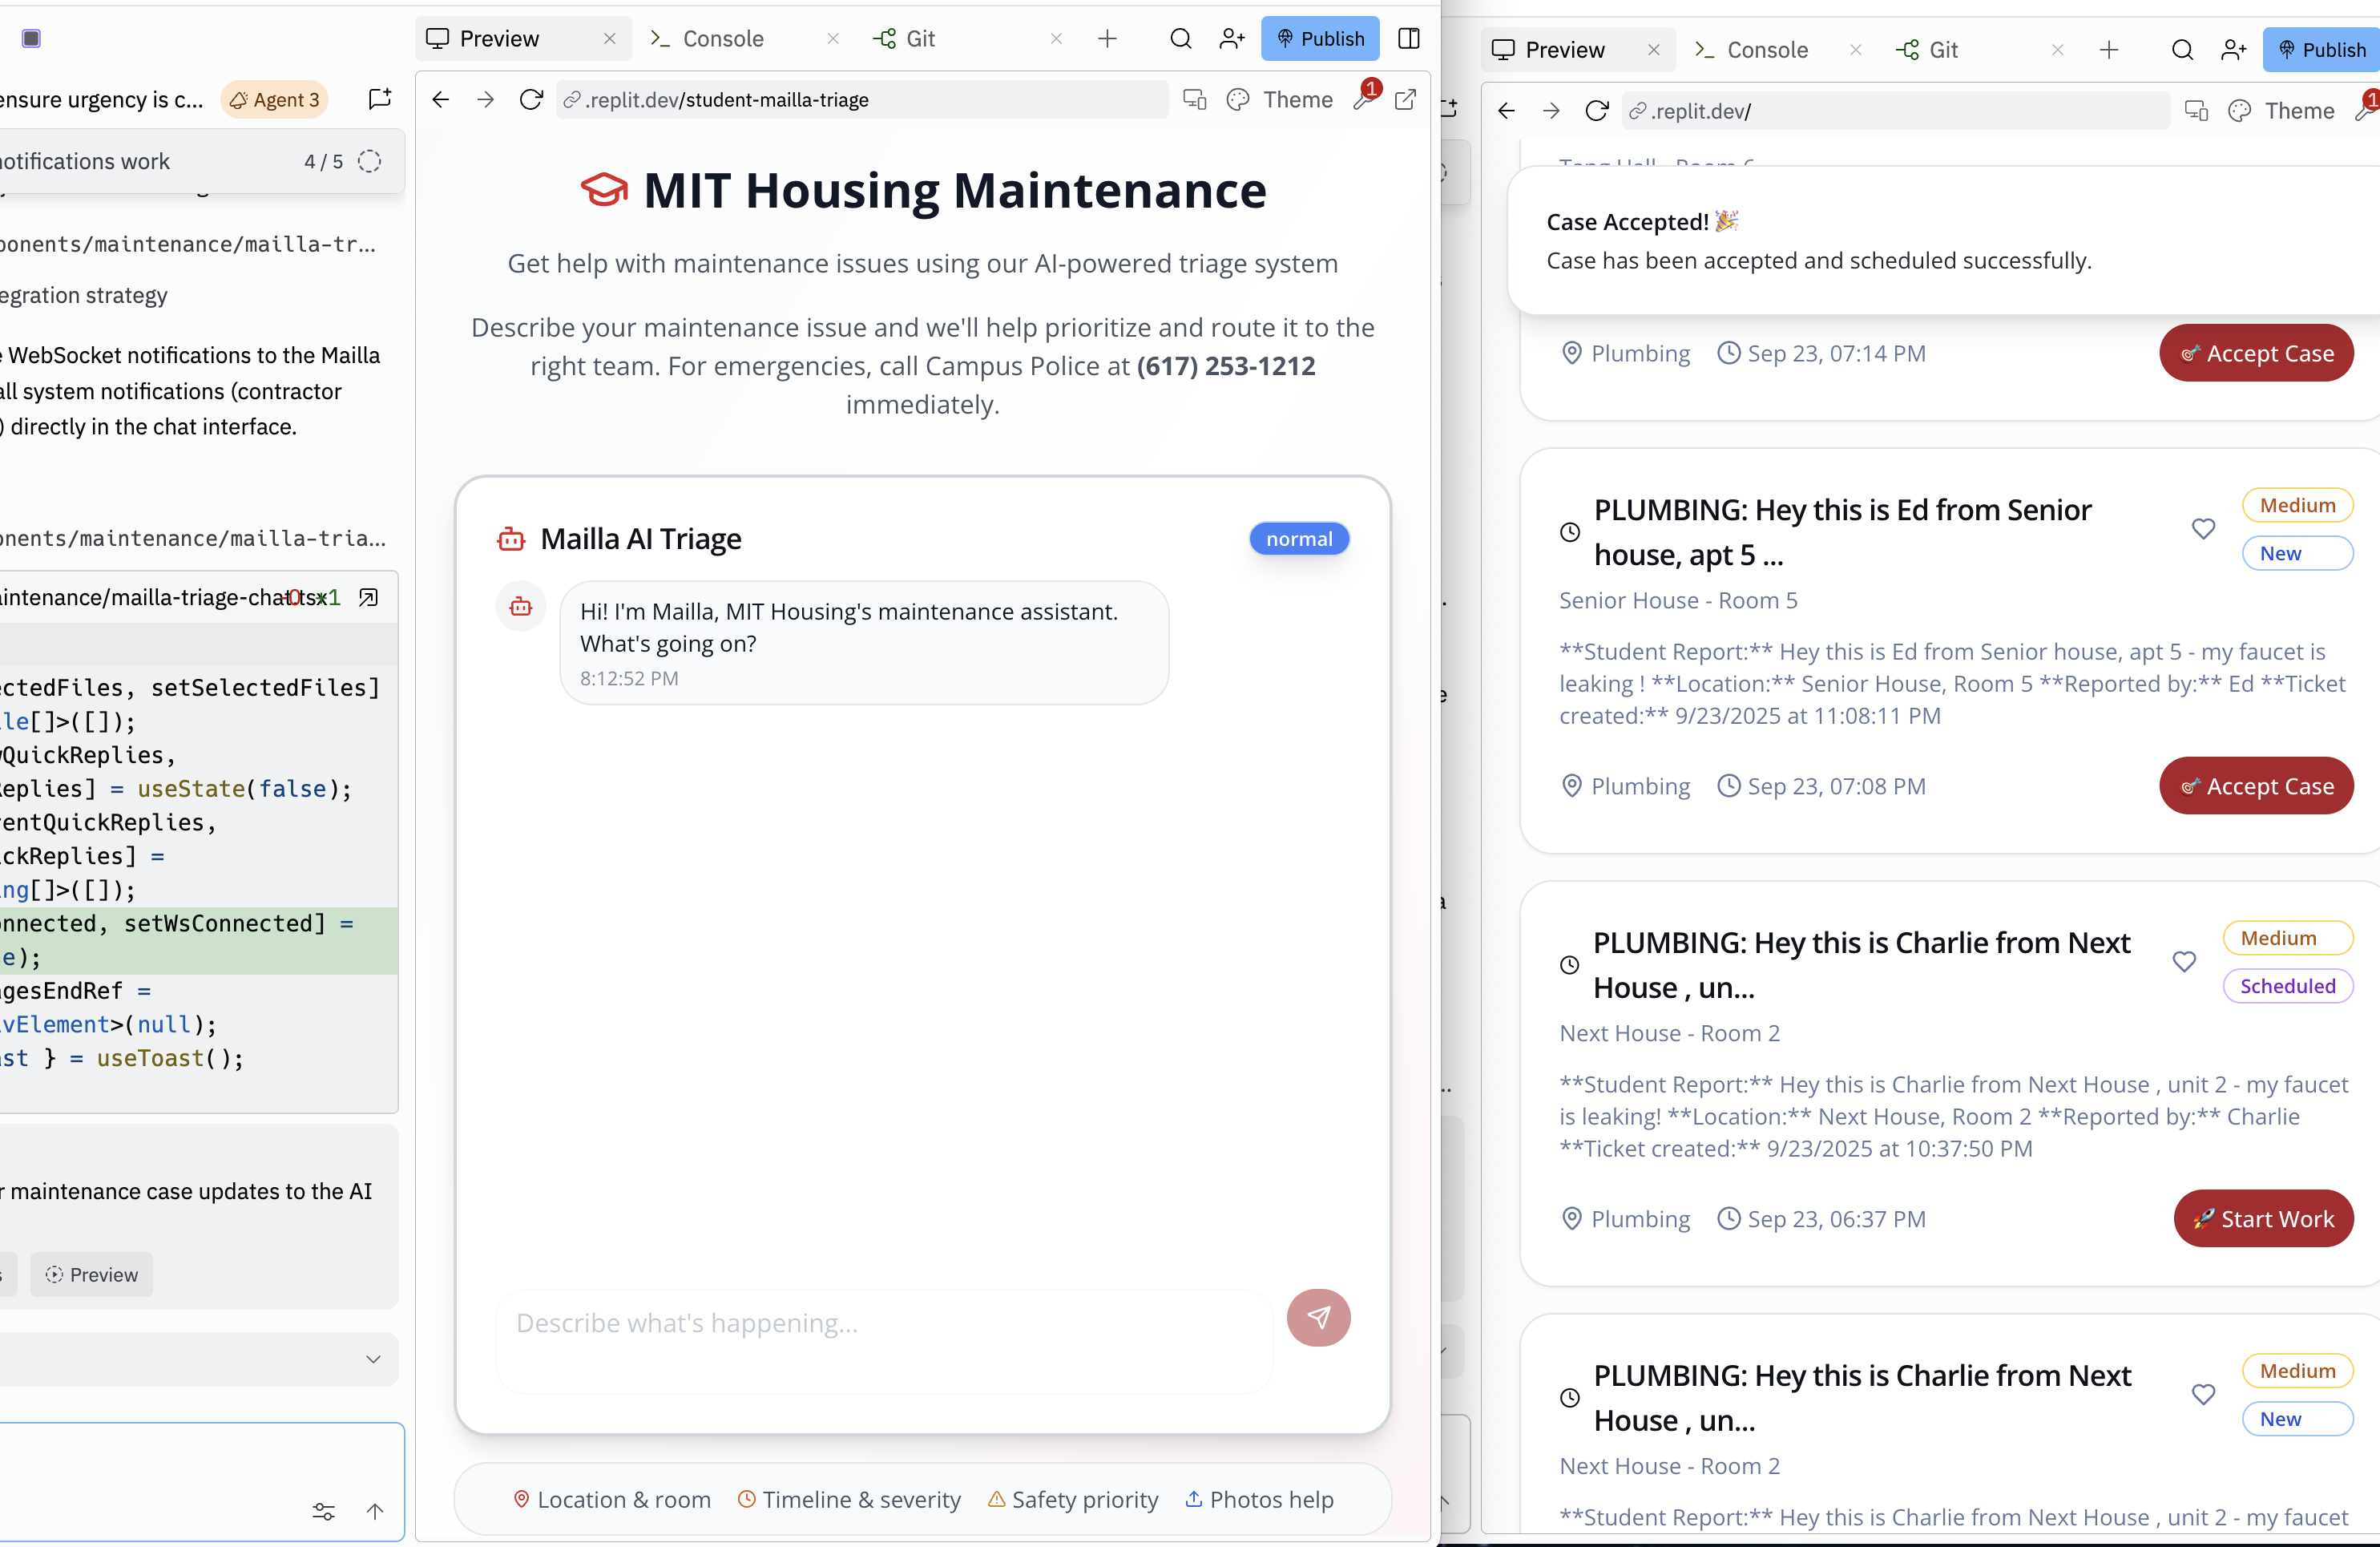 ensure urgency is c...
Agent 3
notifications work
4 / 5
ponents/maintenance/mailla-tr...
egration strategy
WebSocket notifications to the Mailla
all system notifications (contractor
) directly in the chat interface.
onents/maintenance/mailla-tria...
aintenance/mailla-triage-chat.tsx
-0 +1
ectedFiles, setSelectedFiles]
le[]>([]);
QuickReplies,
Replies] = useState(false);
rentQuickReplies,
ckReplies] =
ng[]>([]);
onnected, setWsConnected] =
e);
agesEndRef =
vElement>(null);
ast } = useToast();
r maintenance case updates to the AI
Preview
Preview
Console
Git
Publish
.replit.dev/student-mailla-triage
Theme
1
MIT Housing Maintenance
Get help with maintenance issues using our AI-powered triage system
Describe your maintenance issue and we'll help prioritize and route it to the
right team. For emergencies, call Campus Police at (617) 253-1212
immediately.
Mailla AI Triage
normal
Hi! I'm Mailla, MIT Housing's maintenance assistant.
What's going on?
8:12:52 PM
Describe what's happening...
Location & room
Timeline & severity
Safety priority
Photos help
Preview
Console
Git
Publish
.replit.dev/
Theme
1
Case Accepted! 🎉
Case has been accepted and scheduled successfully.
Plumbing
Sep 23, 07:14 PM
🎯 Accept Case
PLUMBING: Hey this is Ed from Senior
house, apt 5 ...
Medium
New
Senior House - Room 5
**Student Report:** Hey this is Ed from Senior house, apt 5 - my faucet is
leaking ! **Location:** Senior House, Room 5 **Reported by:** Ed **Ticket
created:** 9/23/2025 at 11:08:11 PM
Plumbing
Sep 23, 07:08 PM
🎯 Accept Case
PLUMBING: Hey this is Charlie from Next
House , un...
Medium
Scheduled
Next House - Room 2
**Student Report:** Hey this is Charlie from Next House , unit 2 - my faucet
is leaking! **Location:** Next House, Room 2 **Reported by:** Charlie
**Ticket created:** 9/23/2025 at 10:37:50 PM
Plumbing
Sep 23, 06:37 PM
🚀 Start Work
PLUMBING: Hey this is Charlie from Next
House , un...
Medium
New
Next House - Room 2
**Student Report:** Hey this is Charlie from Next House , unit 2 - my faucet